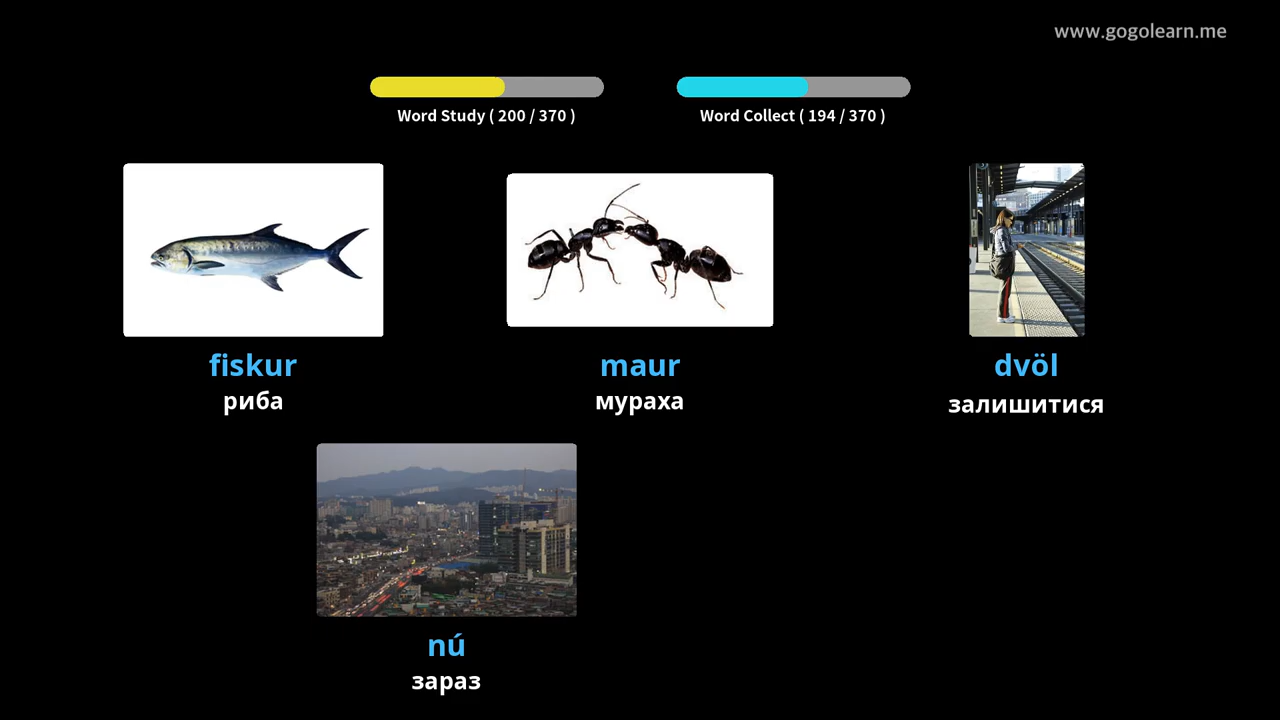 www.gogolearn.me
Word Study ( 200 / 370 )
Word Collect ( 194 / 370 )
fiskur
риба
maur
мураха
dvöl
залишитися
nú
зараз